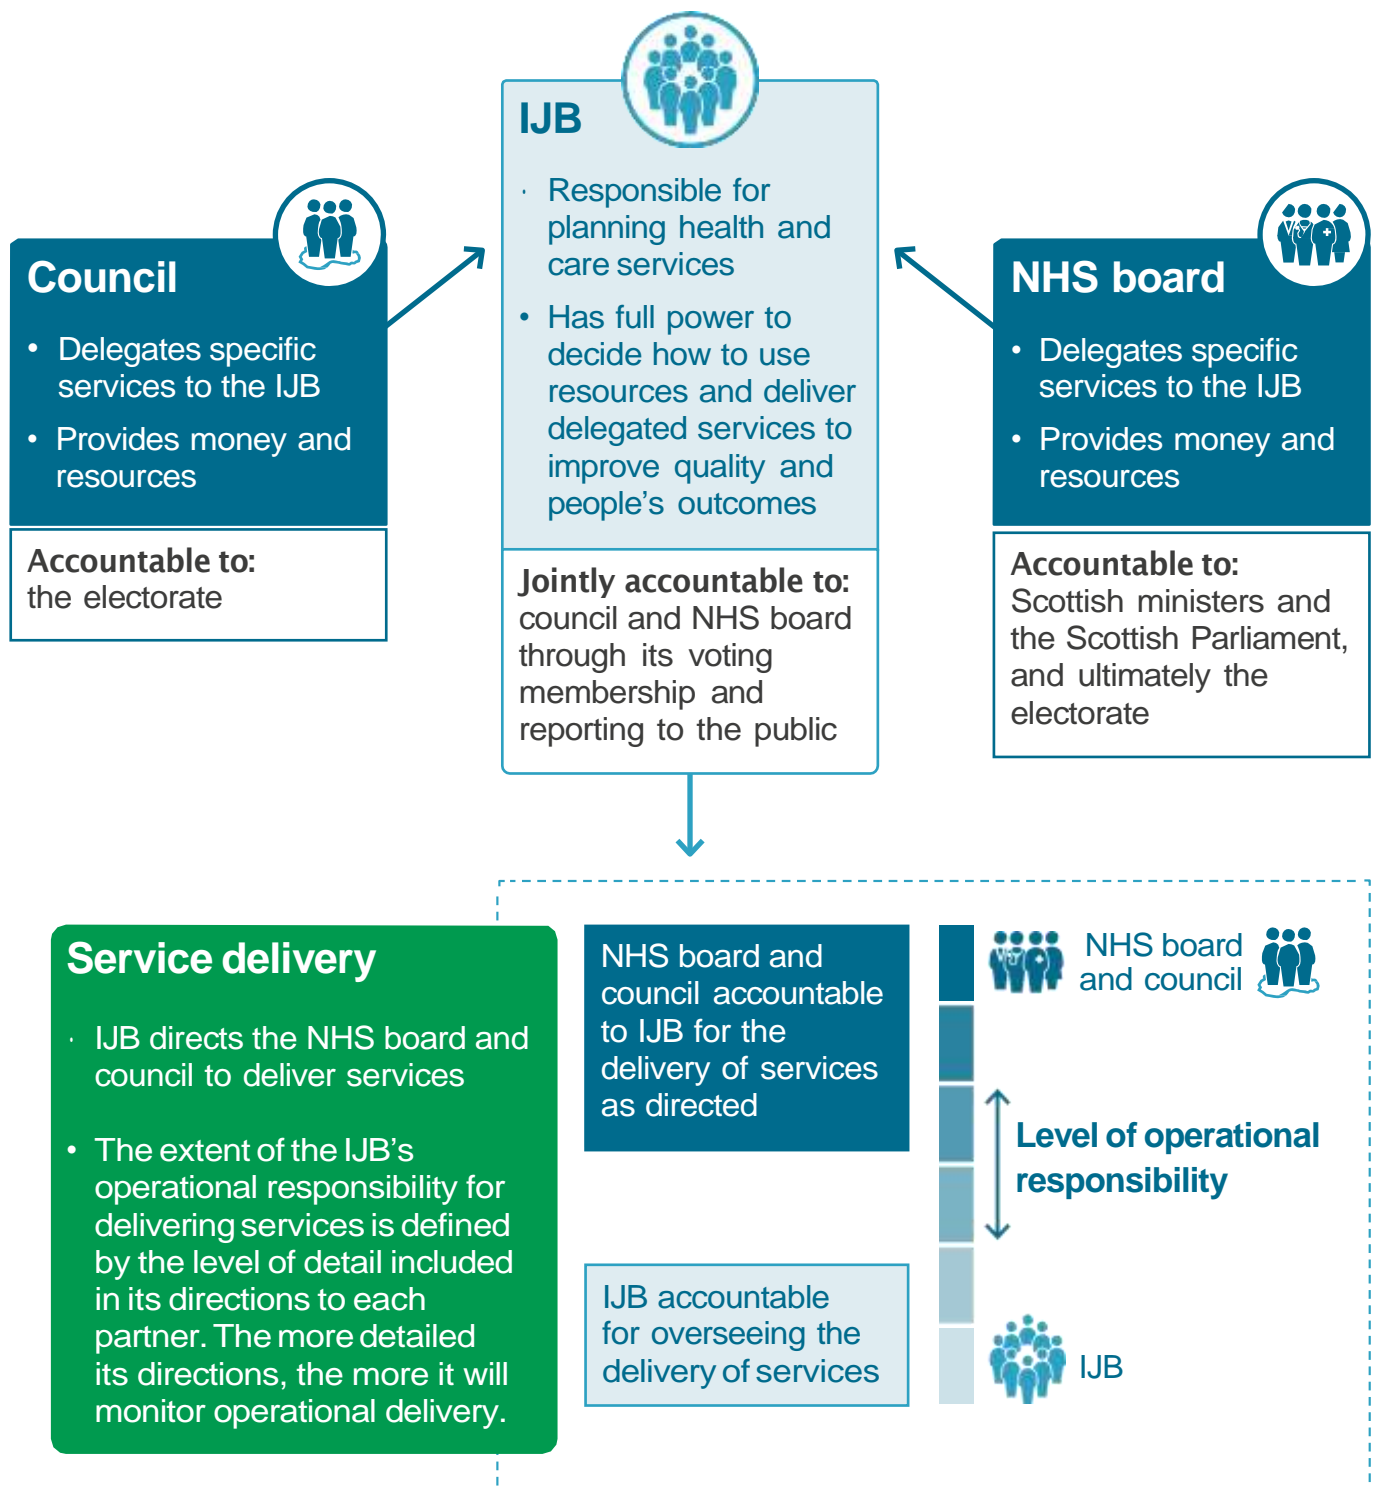 IJB
· Responsible for
planning health and
care services
• Has full power to
decide how to use
resources and deliver
delegated services to
improve quality and
people’s outcomes
Jointly accountable to:
council and NHS board
through its voting
membership and
reporting to the public
Council
• Delegates specific
services to the IJB
• Provides money and
resources
Accountable to:
the electorate
NHS board
• Delegates specific
services to the IJB
• Provides money and
resources
Accountable to:
Scottish ministers and
the Scottish Parliament,
and ultimately the
electorate
Service delivery
· IJB directs the NHS board and
council to deliver services
• The extent of the IJB’s
operational responsibility for
delivering services is defined
by the level of detail included
in its directions to each
partner. The more detailed
its directions, the more it will
monitor operational delivery.
NHS board and
council accountable
to IJB for the
delivery of services
as directed
IJB accountable
for overseeing the
delivery of services
NHS board
and council
Level of operational
responsibility
IJB